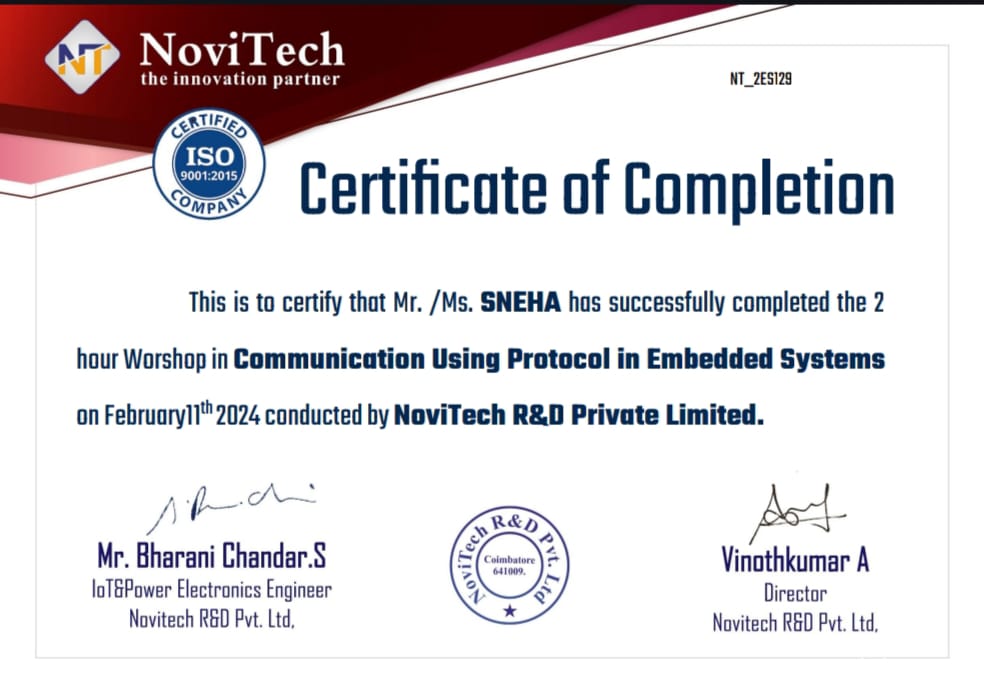 NT
NoviTech
the innovation partner
NT_2ES129
CERTIFIED
ISO
9001:2015
COMPANY
Certificate of Completion
This is to certify that Mr. /Ms. SNEHA has successfully completed the 2
hour Worshop in Communication Using Protocol in Embedded Systems
on February11th 2024 conducted by NoviTech R&D Private Limited.
Mr. Bharani Chandar.S
IoT&Power Electronics Engineer
Novitech R&D Pvt. Ltd,
NoviTech R&D Pvt. Ltd
Coimbatore
641009.
Vinothkumar A
Director
Novitech R&D Pvt. Ltd,